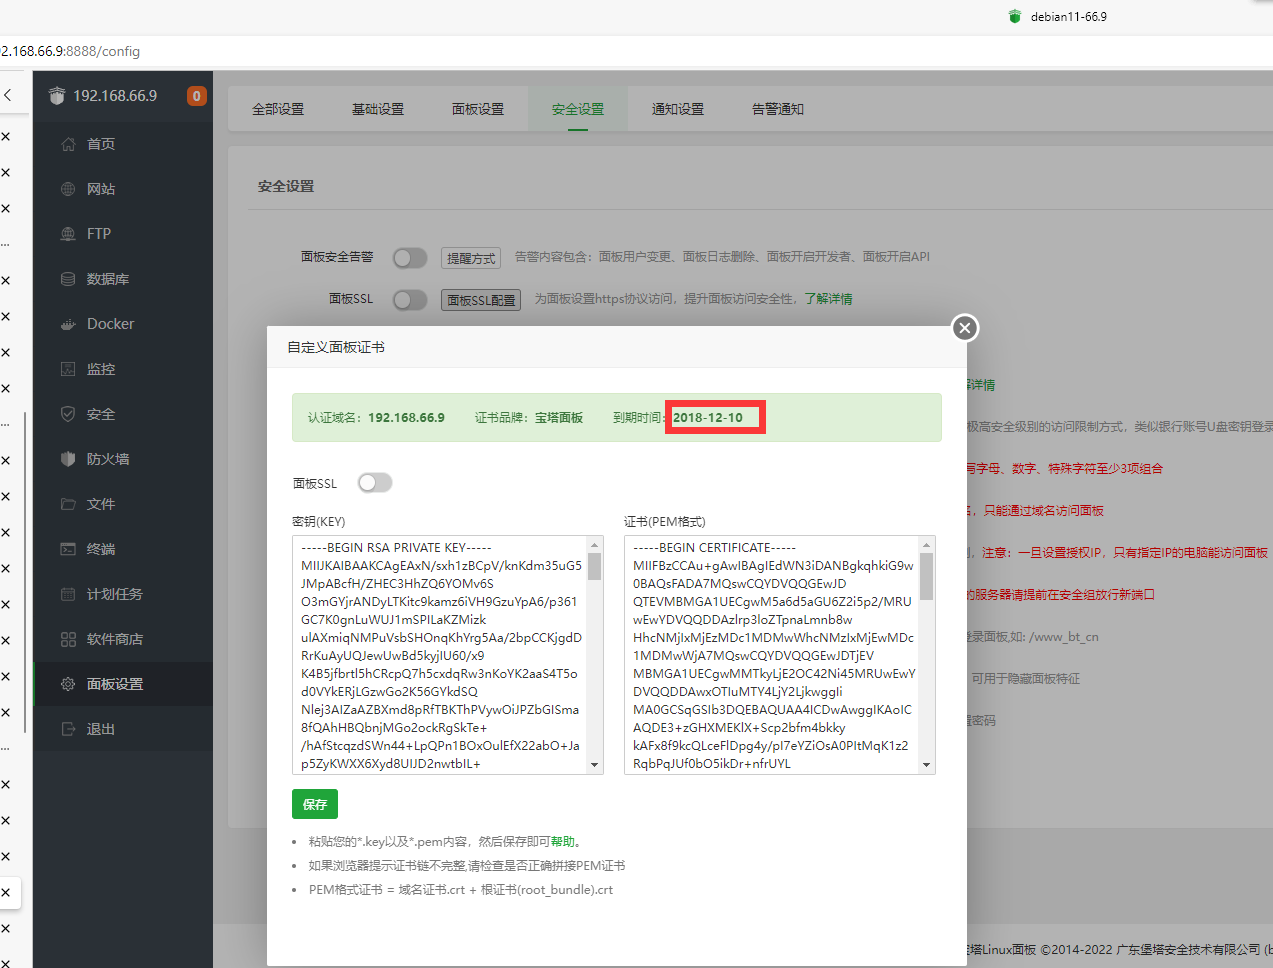 debian11-66.9
2.168.66.9:8888/config
192.168.66.9
0
首页
网站
FTP
数据库
Docker
监控
安全
防火墙
文件
终端
计划任务
软件商店
面板设置
退出
全部设置
基础设置
面板设置
安全设置
通知设置
告警通知
安全设置
面板安全告警
提醒方式
告警内容包含：面板用户变更、面板日志删除、面板开启开发者、面板开启API
面板SSL
面板SSL配置
为面板设置https协议访问，提升面板访问安全性，了解详情
自定义面板证书
认证域名：192.168.66.9
证书品牌：宝塔面板
到期时间：2018-12-10
面板SSL
密钥(KEY)
-----BEGIN RSA PRIVATE KEY-----
MIIJKAIBAAKCAgEAxN/sxh1zBCpV/knKdm35uG5
JMpABcfH/ZHEC3HhZQ6YOMv6S
O3mGYjrANDyLTKitc9kamz6iVH9GzuYpA6/p361
GC7K0gnLuWUJ1mSPILaKZMizk
ulAXmiqNMPuVsbSHOnqKhYrg5Aa/2bpCCKjgdD
RrKuAyUQJewUwBd5kyjIU60/x9
K4B5jfbrtl5hCRcpQ7h5cxdqRw3nKoYK2aaS4T5o
d0VYkERjLGzwGo2K56GYkdSQ
Nlej3AIZaAZBXmd8pRfTBKThPVywOiJPZbGISma
8fQAhHBQbnjMGo2ockRgSkTe+
/hAfStcqzdSWn44+LpQPn1BOxOulEfX22abO+Ja
p5ZyKWXX6Xyd8UIJD2nwtbIL+
证书(PEM格式)
-----BEGIN CERTIFICATE-----
MIIFBzCCAu+gAwIBAgIEdWN3iDANBgkqhkiG9w
0BAQsFADA7MQswCQYDVQQGEwJD
QTEVMBMGA1UECgwM5a6d5aGU6Z2i5p2/MRU
wEwYDVQQDDAzlrp3loZTpnaLmnb8w
HhcNMjIxMjEzMDc1MDMwWhcNMzIxMjEwMDc
1MDMwWjA7MQswCQYDVQQGEwJDTjEV
MBMGA1UECgwMMTkyLjE2OC42Ni45MRUwEwY
DVQQDDAwxOTIuMTY4LjY2LjkwggIi
MA0GCSqGSIb3DQEBAQUAA4ICDwAwggIKAoIC
AQDE3+zGHXMEKlX+Scp2bfm4bkky
kAFx8f9kcQLceFlDpg4y/pI7eYZiOsA0PItMqK1z2
RqbPqJUf0bO5ikDr+nfrUYL
保存
粘贴您的*.key以及*.pem内容，然后保存即可帮助。
如果浏览器提示证书链不完整,请检查是否正确拼接PEM证书
PEM格式证书 = 域名证书.crt + 根证书(root_bundle).crt
解详情
极高安全级别的访问限制方式，类似银行账号U盘密钥登录
写字母、数字、特殊字符至少3项组合
，只能通过域名访问面板
，注意：一旦设置授权IP，只有指定IP的电脑能访问面板
的服务器请提前在安全组放行新端口
登录面板,如: /www_bt_cn
可用于隐藏面板特征
置密码
塔Linux面板 ©2014-2022 广东堡塔安全技术有限公司 (b